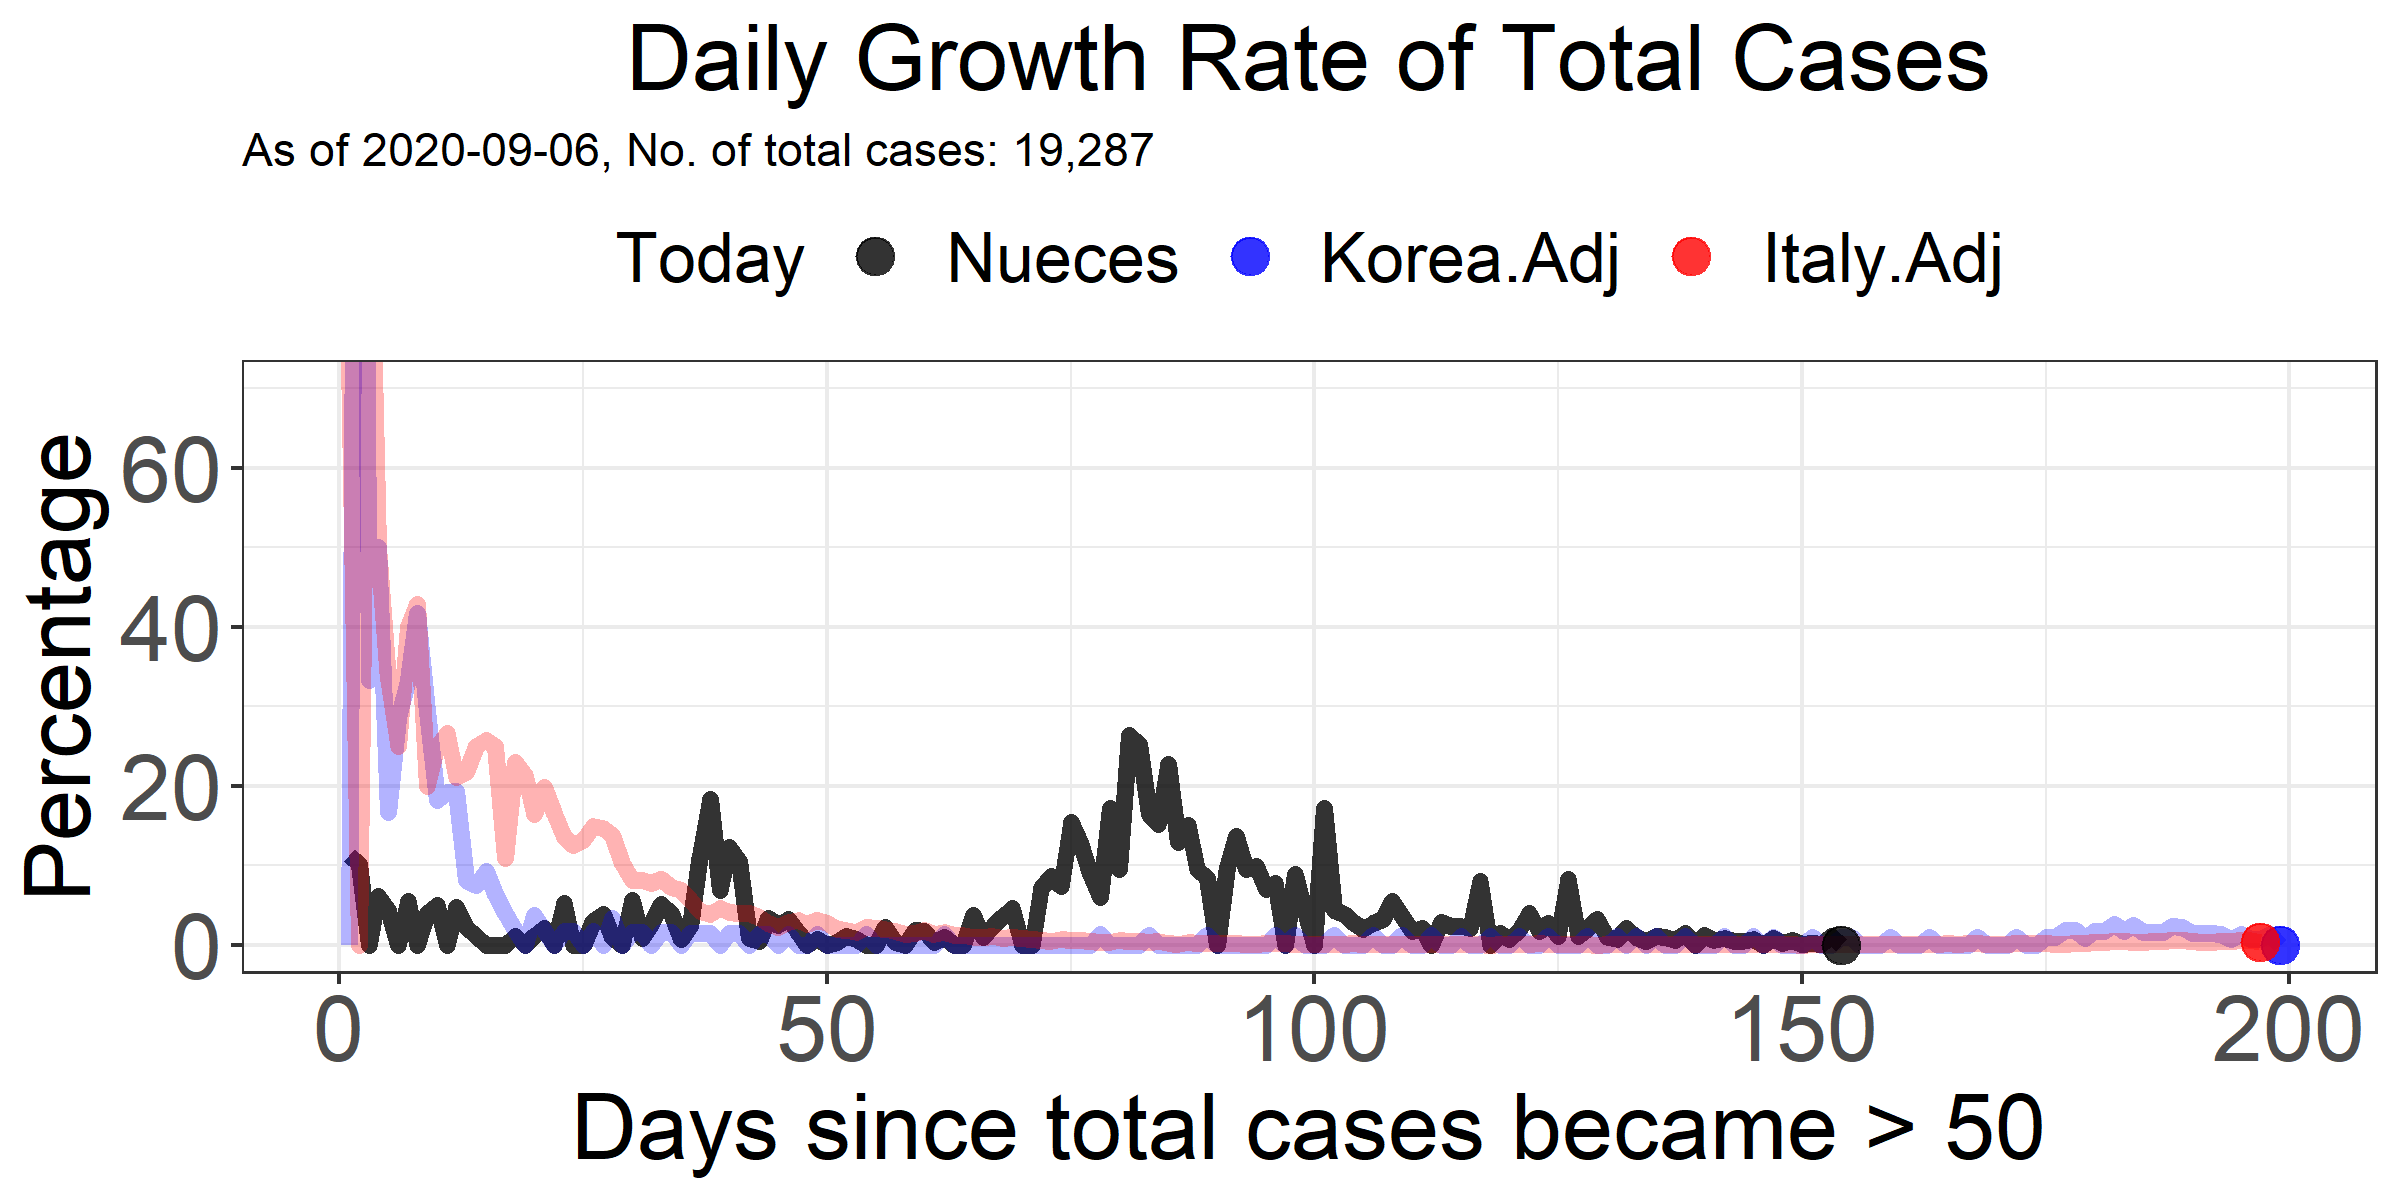 Daily Growth Rate of Total Cases
As of 2020-09-06, No. of total cases: 19,287
Today Nueces Korea.Adj Italy.Adj
Percentage
60
40
20
0
0 50 100 150 200
Days since total cases became > 50